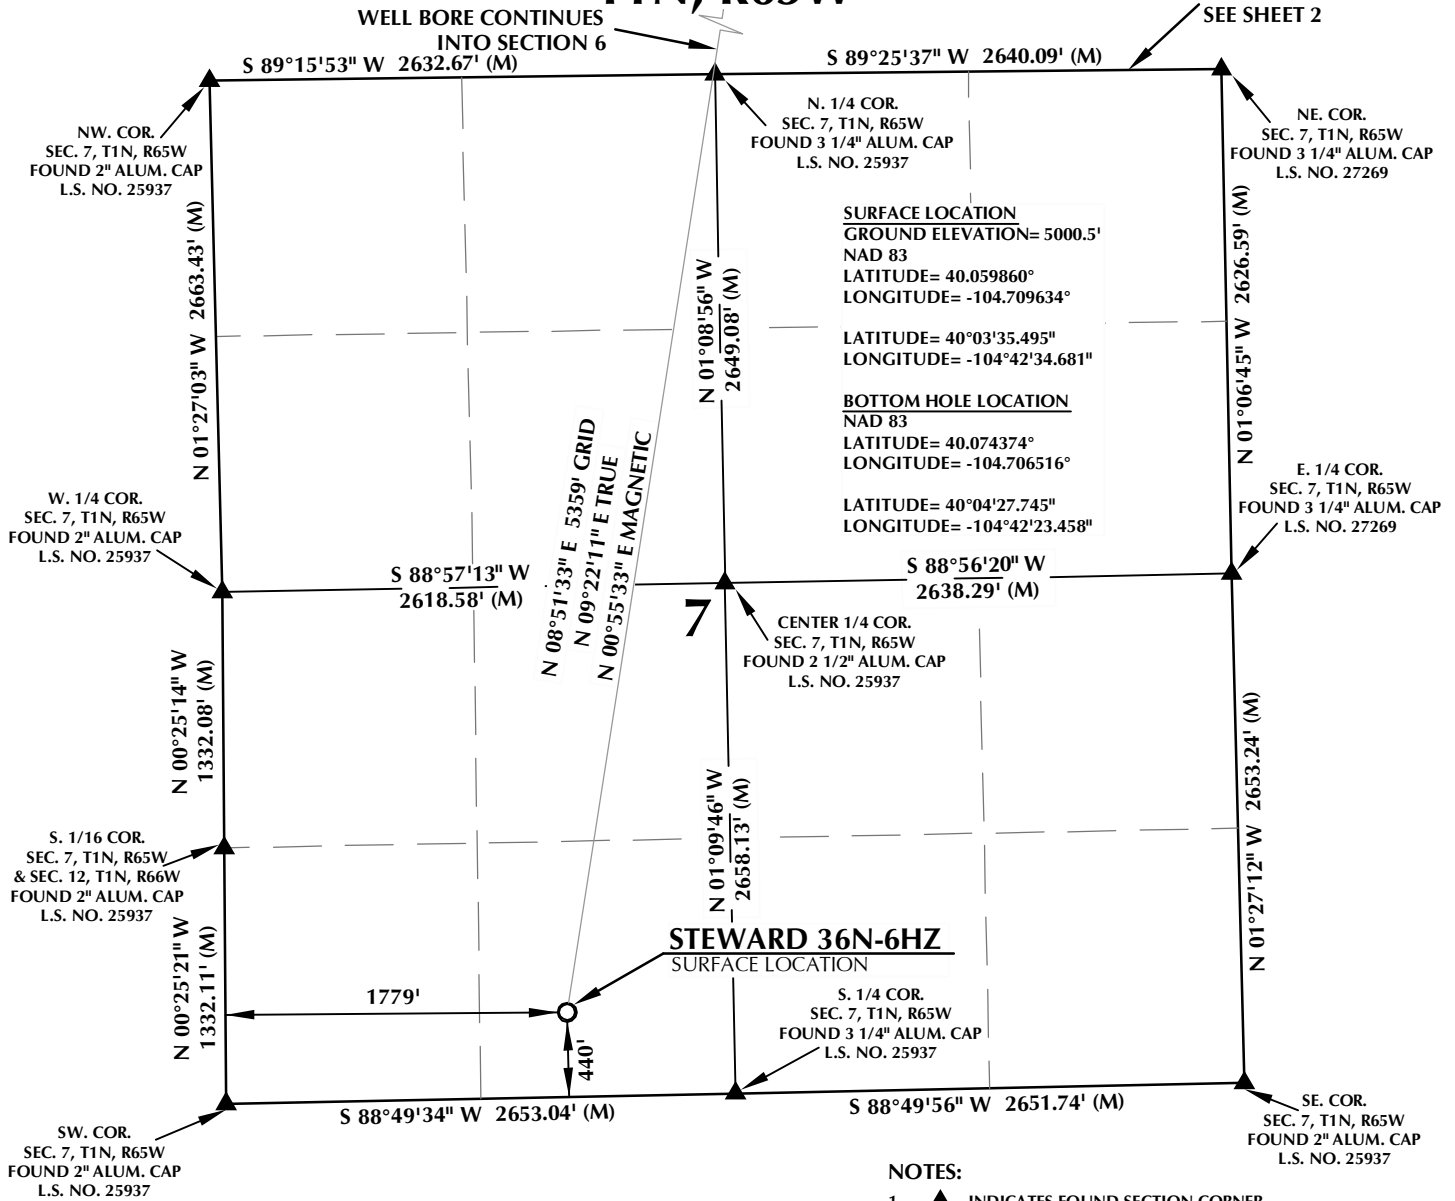 T1N, R65W
WELL BORE CONTINUES
INTO SECTION 6
SEE SHEET 2
S 89°15'53" W 2632.67' (M)
S 89°25'37" W 2640.09' (M)
NW. COR.
SEC. 7, T1N, R65W
FOUND 2" ALUM. CAP
L.S. NO. 25937
N. 1/4 COR.
SEC. 7, T1N, R65W
FOUND 3 1/4" ALUM. CAP
L.S. NO. 25937
NE. COR.
SEC. 7, T1N, R65W
FOUND 3 1/4" ALUM. CAP
L.S. NO. 27269
N 01°27'03" W 2663.43' (M)
N 01°08'56" W
2649.08' (M)
SURFACE LOCATION
GROUND ELEVATION= 5000.5'
NAD 83
LATITUDE= 40.059860°
LONGITUDE= -104.709634°
LATITUDE= 40°03'35.495"
LONGITUDE= -104°42'34.681"
BOTTOM HOLE LOCATION
NAD 83
LATITUDE= 40.074374°
LONGITUDE= -104.706516°
LATITUDE= 40°04'27.745"
LONGITUDE= -104°42'23.458"
N 01°06'45" W 2626.59' (M)
N 08°51'33" E 5359' GRID
N 09°22'11" E TRUE
N 00°55'33" E MAGNETIC
W. 1/4 COR.
SEC. 7, T1N, R65W
FOUND 2" ALUM. CAP
L.S. NO. 25937
E. 1/4 COR.
SEC. 7, T1N, R65W
FOUND 3 1/4" ALUM. CAP
L.S. NO. 27269
S 88°57'13" W
2618.58' (M)
S 88°56'20" W
2638.29' (M)
7
CENTER 1/4 COR.
SEC. 7, T1N, R65W
FOUND 2 1/2" ALUM. CAP
L.S. NO. 25937
N 00°25'14" W
1332.08' (M)
N 01°09'46" W
2658.13' (M)
N 01°27'12" W 2653.24' (M)
S. 1/16 COR.
SEC. 7, T1N, R65W
& SEC. 12, T1N, R66W
FOUND 2" ALUM. CAP
L.S. NO. 25937
N 00°25'21" W
1332.11' (M)
STEWARD 36N-6HZ
SURFACE LOCATION
1779'
440'
S. 1/4 COR.
SEC. 7, T1N, R65W
FOUND 3 1/4" ALUM. CAP
L.S. NO. 25937
S 88°49'34" W 2653.04' (M)
S 88°49'56" W 2651.74' (M)
SW. COR.
SEC. 7, T1N, R65W
FOUND 2" ALUM. CAP
L.S. NO. 25937
SE. COR.
SEC. 7, T1N, R65W
FOUND 2" ALUM. CAP
L.S. NO. 25937
NOTES:
1. INDICATES FOUND SECTION CORNER